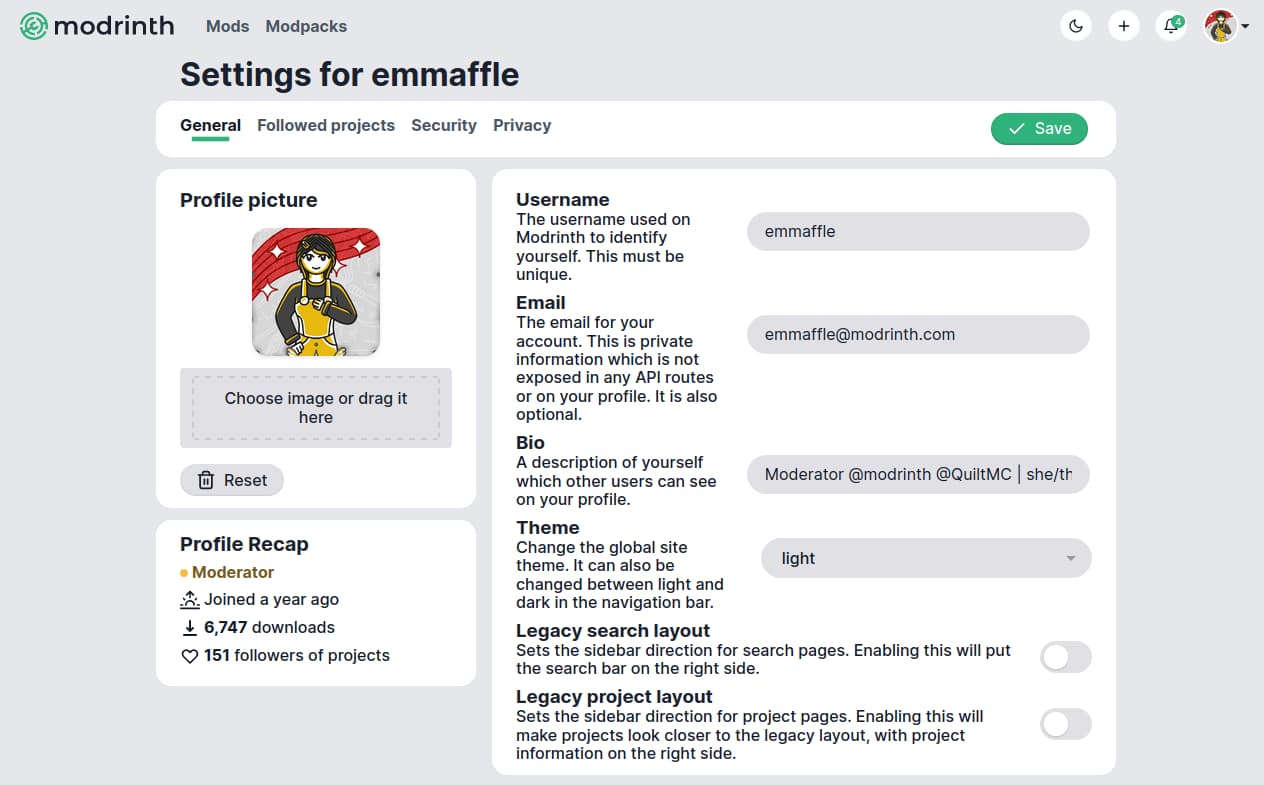 modrinth Mods Modpacks 4
Settings for emmaffle
General Followed projects Security Privacy Save
Profile picture
Choose image or drag it
here
Reset
Profile Recap
Moderator
Joined a year ago
6,747 downloads
151 followers of projects
Username
The username used on
Modrinth to identify
yourself. This must be
unique.
emmaffle
Email
The email for your
account. This is private
information which is not
exposed in any API routes
or on your profile. It is also
optional.
emmaffle@modrinth.com
Bio
A description of yourself
which other users can see
on your profile.
Moderator @modrinth @QuiltMC | she/th
Theme
Change the global site
theme. It can also be
changed between light and
dark in the navigation bar.
light
Legacy search layout
Sets the sidebar direction for search pages. Enabling this will put
the search bar on the right side.
Legacy project layout
Sets the sidebar direction for project pages. Enabling this will
make projects look closer to the legacy layout, with project
information on the right side.